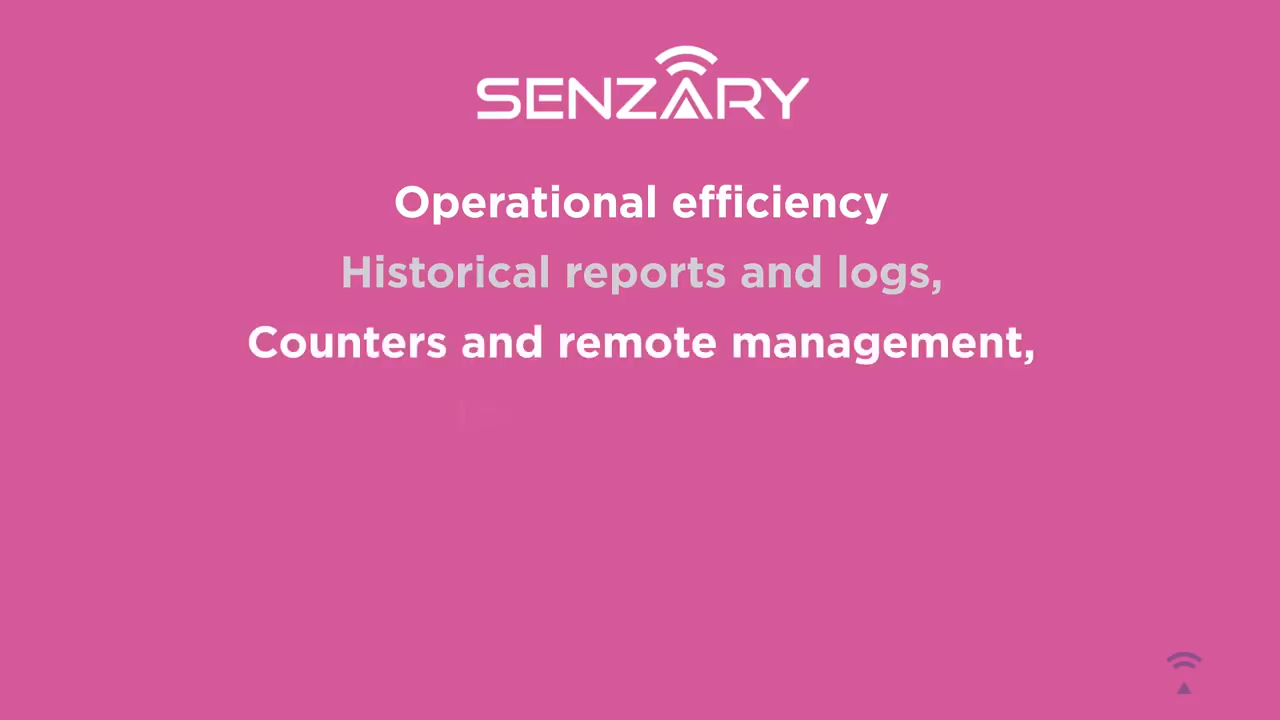 SENZARY
Operational efficiency
Historical reports and logs,
Counters and remote management,